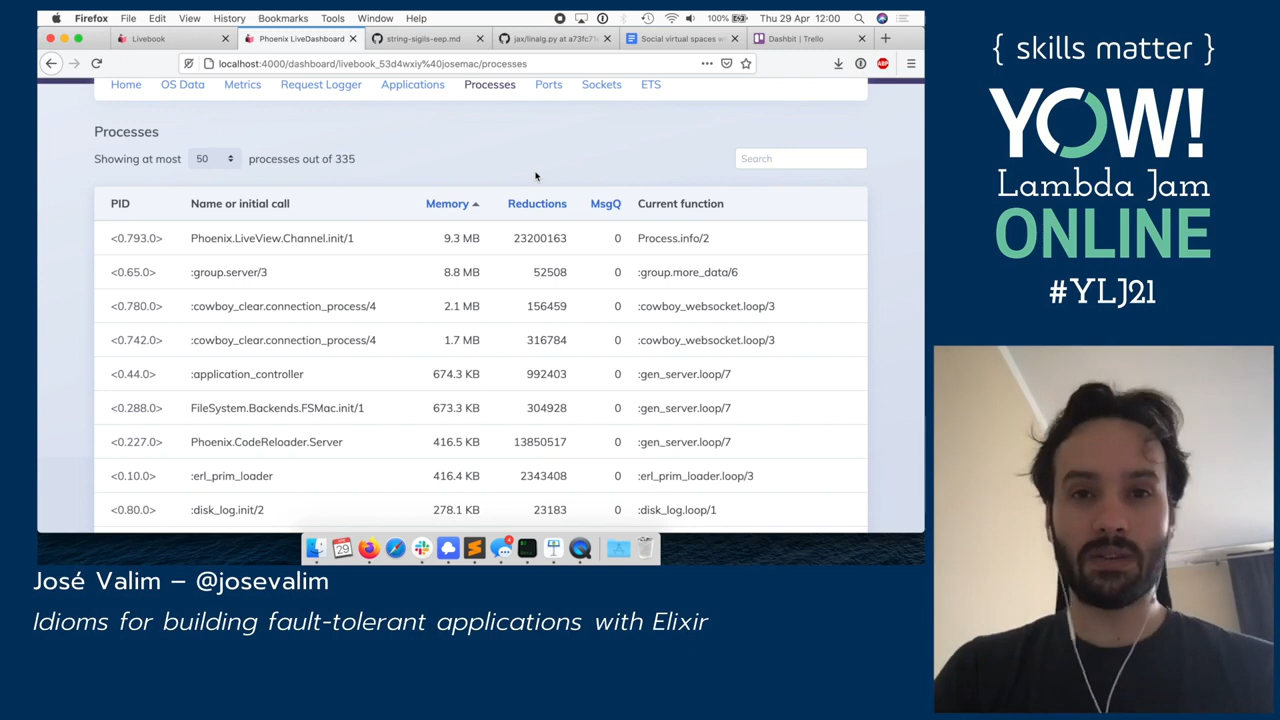 Firefox File Edit View History Bookmarks Tools Window Help 100% Thu 29 Apr 12:00
Livebook Phoenix LiveDashboard string-sigils-eep.md jax/linalg.py at a73fc71 Social virtual spaces w Dashbit | Trello
localhost:4000/dashboard/livebook_53d4wxiy%40josemac/processes
Home OS Data Metrics Request Logger Applications Processes Ports Sockets ETS
Processes
Showing at most 50 processes out of 335 Search
PID Name or initial call Memory Reductions MsgQ Current function
<0.793.0> Phoenix.LiveView.Channel.init/1 9.3 MB 23200163 0 Process.info/2
<0.65.0> :group.server/3 8.8 MB 52508 0 :group.more_data/6
<0.780.0> :cowboy_clear.connection_process/4 2.1 MB 156459 0 :cowboy_websocket.loop/3
<0.742.0> :cowboy_clear.connection_process/4 1.7 MB 316784 0 :cowboy_websocket.loop/3
<0.44.0> :application_controller 674.3 KB 992403 0 :gen_server.loop/7
<0.288.0> FileSystem.Backends.FSMac.init/1 673.3 KB 304928 0 :gen_server.loop/7
<0.227.0> Phoenix.CodeReloader.Server 416.5 KB 13850517 0 :gen_server.loop/7
<0.10.0> :erl_prim_loader 416.4 KB 2343408 0 :erl_prim_loader.loop/3
<0.80.0> :disk_log.init/2 278.1 KB 23183 0 :disk_log.loop/1
29
José Valim – @josevalim
Idioms for building fault-tolerant applications with Elixir
{ skills matter }
YOW!
Lambda Jam
ONLINE
#YLJ21